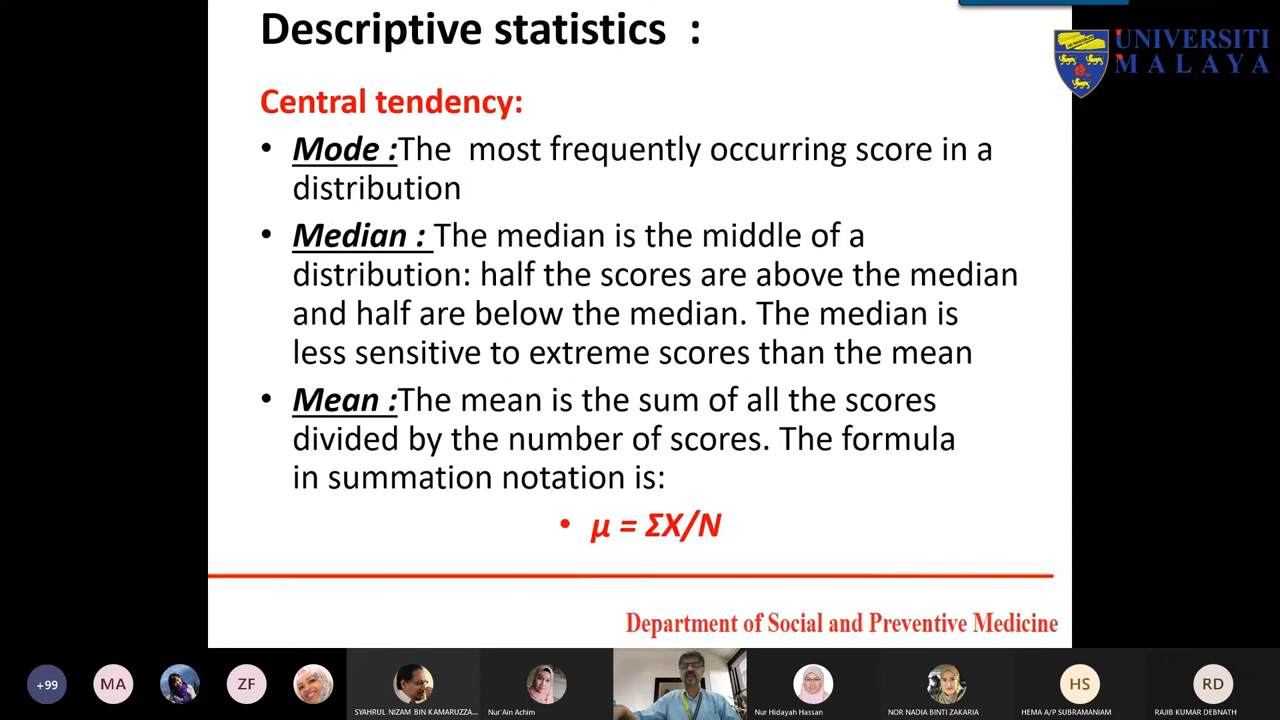 Descriptive statistics :
UNIVERSITI
MALAYA
Central tendency:
• Mode :The most frequently occurring score in a
distribution
• Median : The median is the middle of a
distribution: half the scores are above the median
and half are below the median. The median is
less sensitive to extreme scores than the mean
• Mean :The mean is the sum of all the scores
divided by the number of scores. The formula
in summation notation is:
• μ = ΣX/N
Department of Social and Preventive Medicine
+99
MA
ZF
SYAHRUL NIZAM BIN KAMARUZZA...
Nur'Ain Achim
Nur Hidayah Hassan
NOR NADIA BINTI ZAKARIA
HS
HEMA A/P SUBRAMANIAM
RD
RAJIB KUMAR DEBNATH